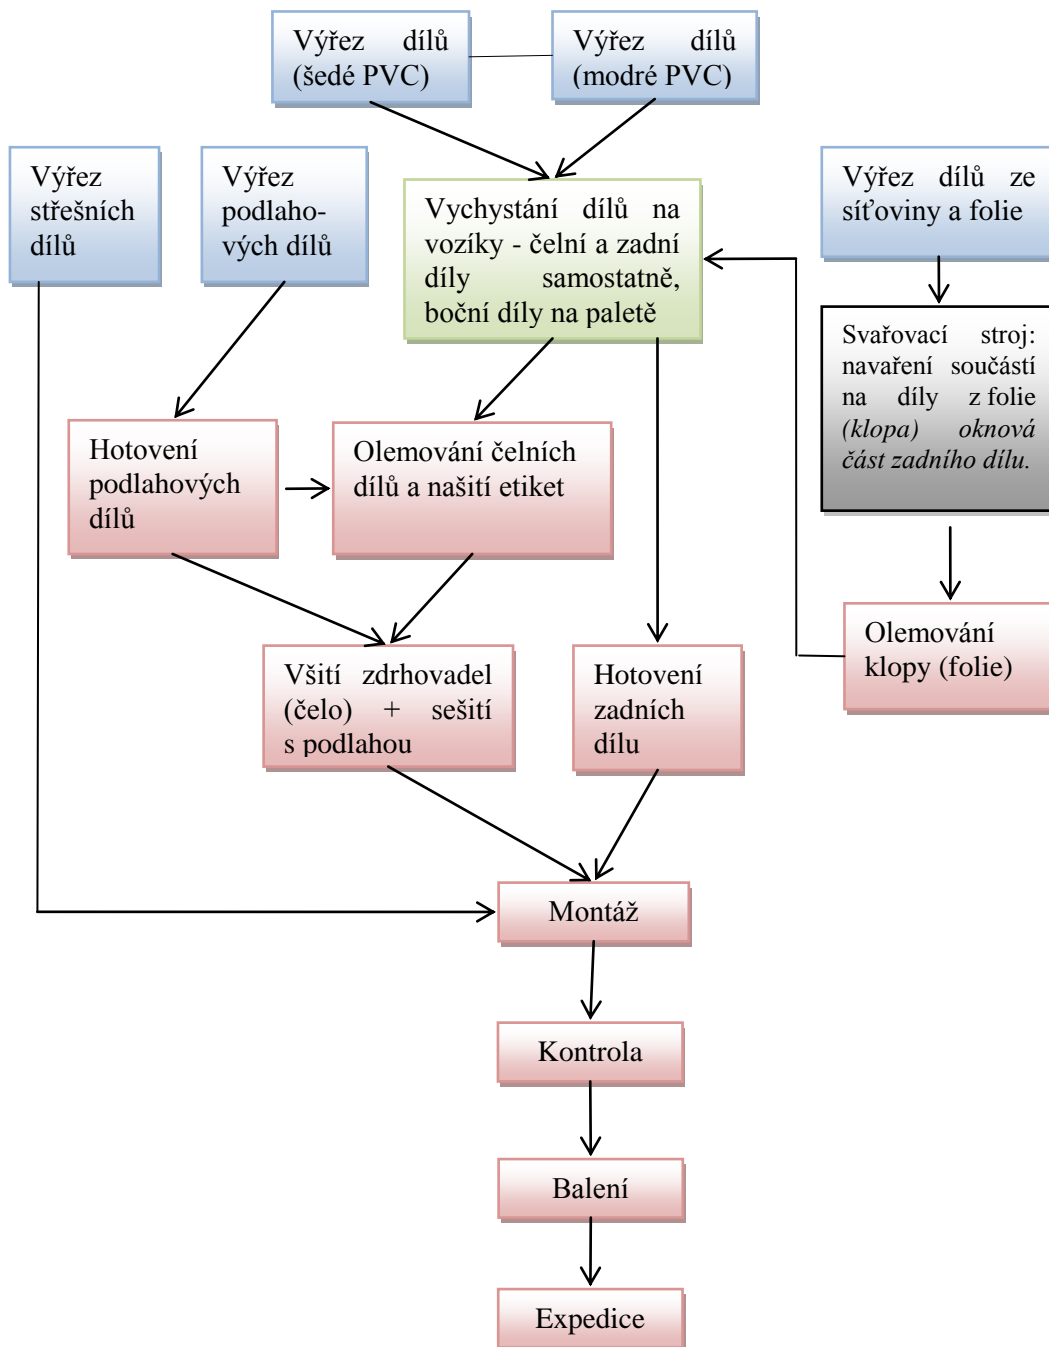 Výřez dílů
(šedé PVC)
Výřez dílů
(modré PVC)
Výřez
střešních
dílů
Výřez
podlaho-
vých dílů
Vychystání dílů na
vozíky - čelní a zadní
díly samostatně,
boční díly na paletě
Výřez dílů ze
síťoviny a folie
Svařovací stroj:
navaření součástí
na díly z folie
(klopa) oknová
část zadního dílu.
Hotovení
podlahových
dílů
Olemování čelních
dílů a našití etiket
Olemování
klopy (folie)
Všití zdrhovadel
(čelo) + sešití
s podlahou
Hotovení
zadních
dílu
Montáž
Kontrola
Balení
Expedice